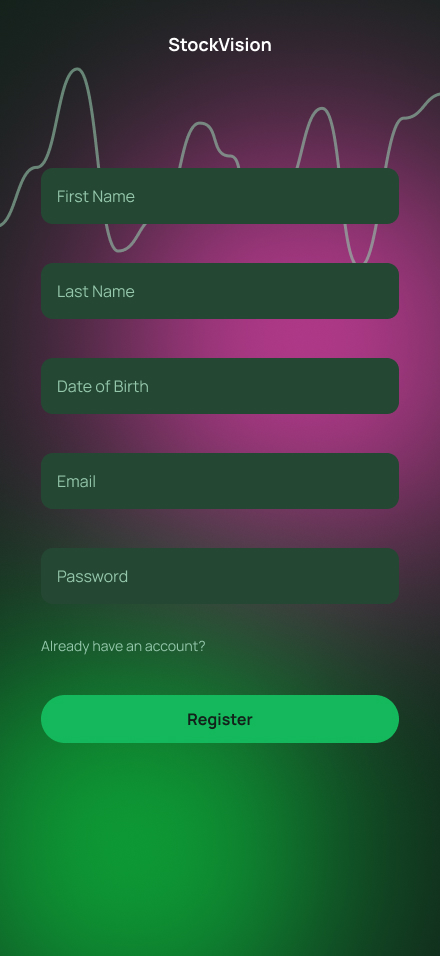 StockVision
First Name
Last Name
Date of Birth
Email
Password
Already have an account?
Register